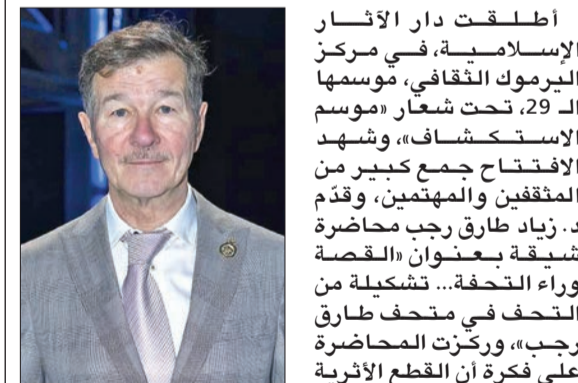 أطلقت دار الآثار
الإسلامية، في مركز
اليرموك الثقافي، موسمها
الـ 29، تحت شعار «موسم
الاستكشاف»، وشهد
الافتتاح جمع كبير من
المثقفين والمهتمين، وقدّم
د. زياد طارق رجب محاضرة
شيقة بعنوان «القصة
وراء التحفة... تشكيلة من
التحف في متحف طارق
رجب»، وركزت المحاضرة
على فكرة أن القطع الأثرية